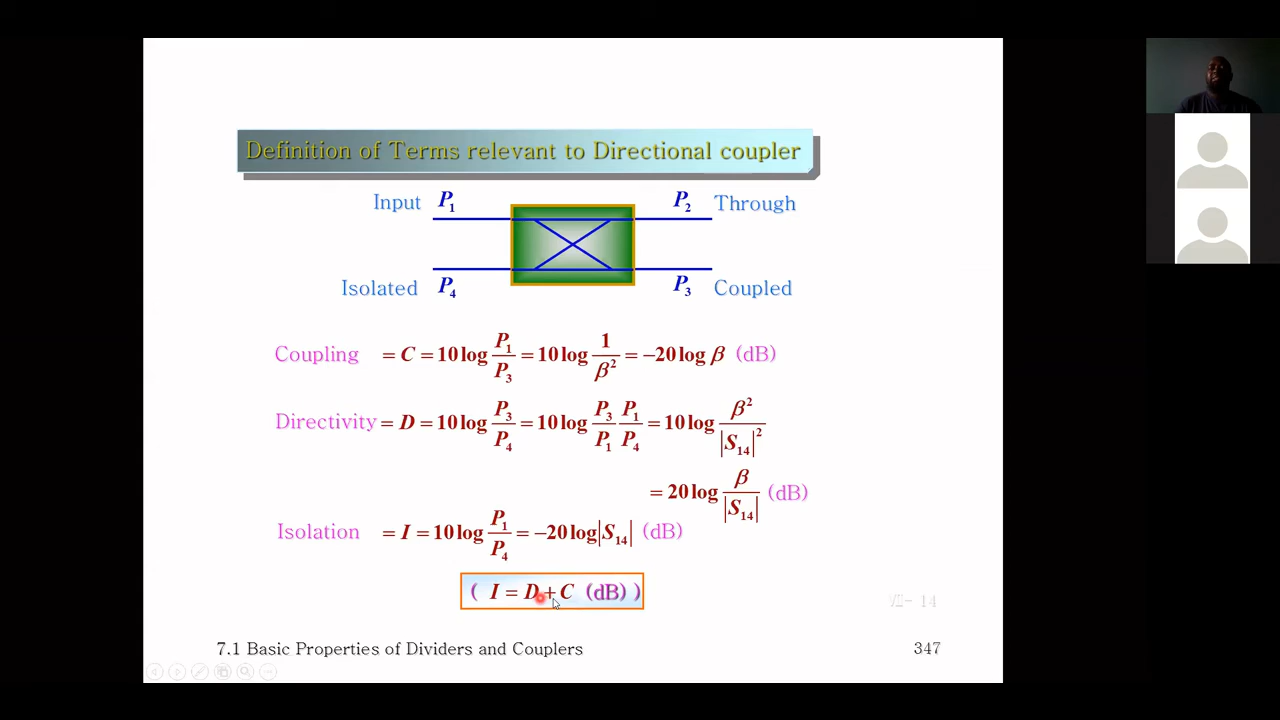 Definition of Terms relevant to Directional coupler
Input P₁ P₂ Through
Isolated P₄ P₃ Coupled
Coupling = C = 10 log P₁/P₃ = 10 log 1/β² = −20 log β (dB)
Directivity = D = 10 log P₃/P₄ = 10 log P₃/P₁ P₁/P₄ = 10 log β²/|S₁₄|²
= 20 log β/|S₁₄| (dB)
Isolation = I = 10 log P₁/P₄ = −20 log|S₁₄| (dB)
( I = D + C (dB) )
7.1 Basic Properties of Dividers and Couplers
347